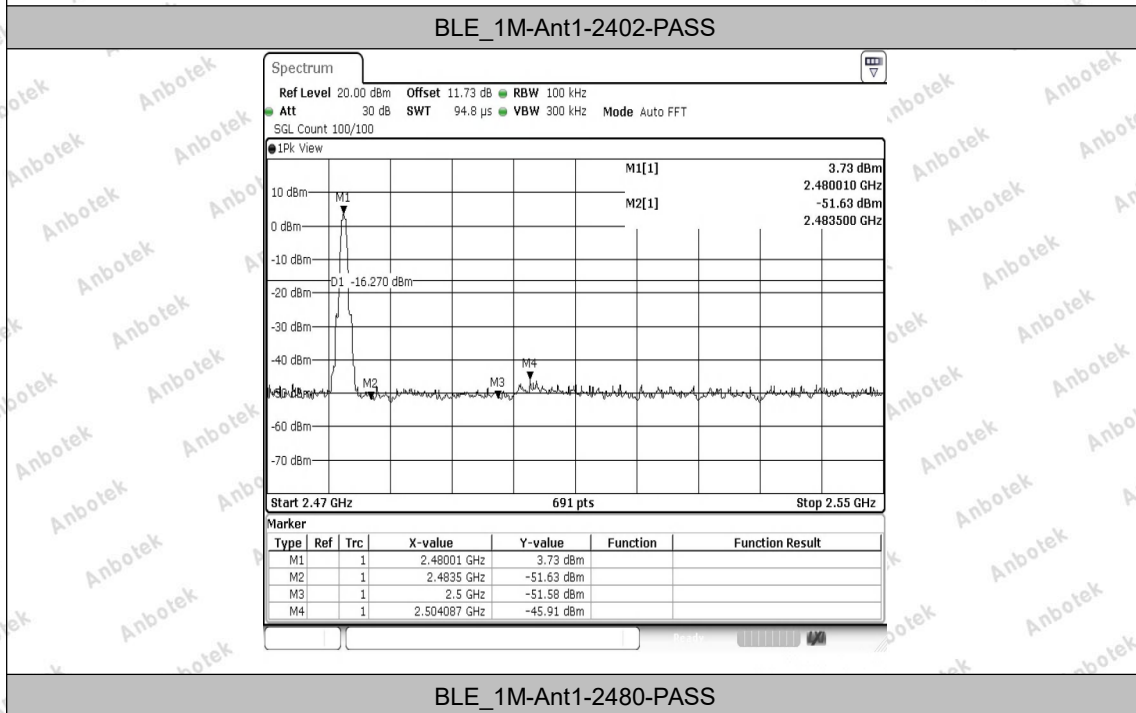 BLE_1M-Ant1-2402-PASS
Spectrum
Ref Level 20.00 dBm Offset 11.73 dB RBW 100 kHz
Att 30 dB SWT 94.8 µs VBW 300 kHz Mode Auto FFT
SGL Count 100/100
1Pk View
M1[1] 3.73 dBm
2.480010 GHz
M2[1] -51.63 dBm
2.483500 GHz
10 dBm
M1
0 dBm
-10 dBm
D1 -16.270 dBm
-20 dBm
-30 dBm
-40 dBm
M4
M2
M3
-60 dBm
-70 dBm
Start 2.47 GHz 691 pts Stop 2.55 GHz
Marker
Type Ref Trc X-value Y-value Function Function Result
M1 1 2.48001 GHz 3.73 dBm
M2 1 2.4835 GHz -51.63 dBm
M3 1 2.5 GHz -51.58 dBm
M4 1 2.504087 GHz -45.91 dBm
Ready
BLE_1M-Ant1-2480-PASS
Anbotek